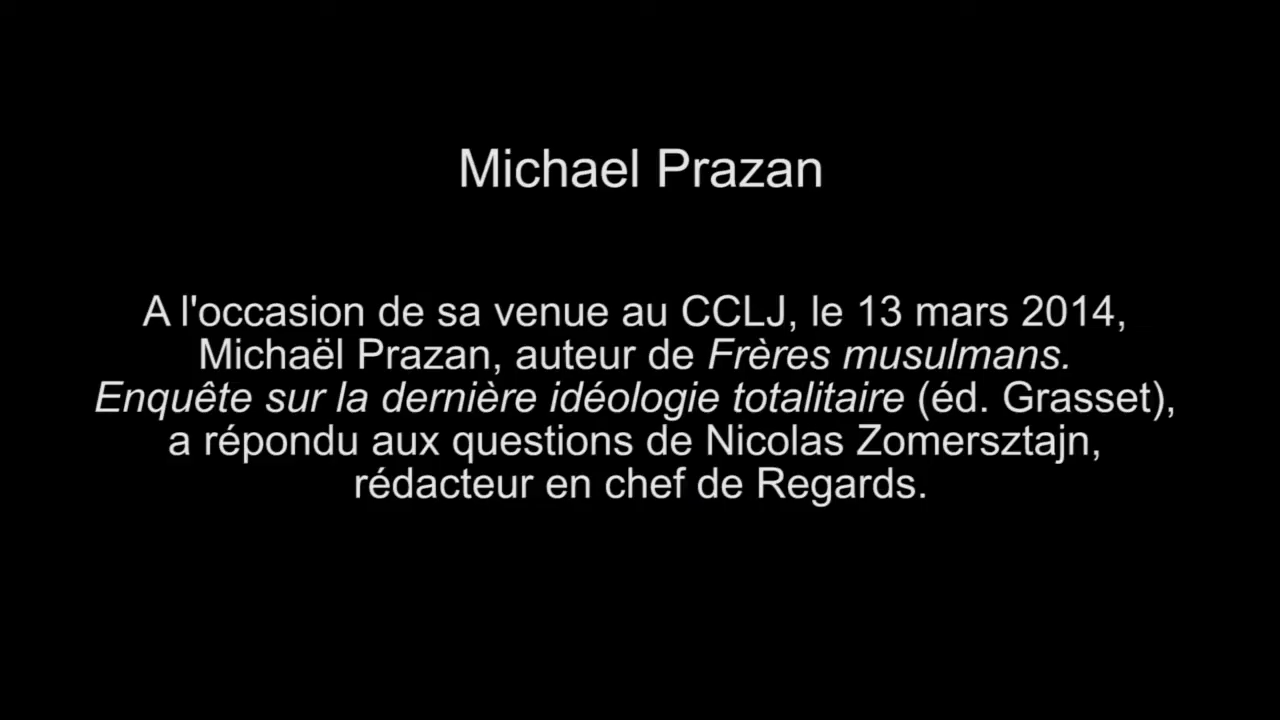 Michael Prazan
A l'occasion de sa venue au CCLJ, le 13 mars 2014,
Michaël Prazan, auteur de Frères musulmans.
Enquête sur la dernière idéologie totalitaire (éd. Grasset),
a répondu aux questions de Nicolas Zomersztajn,
rédacteur en chef de Regards.